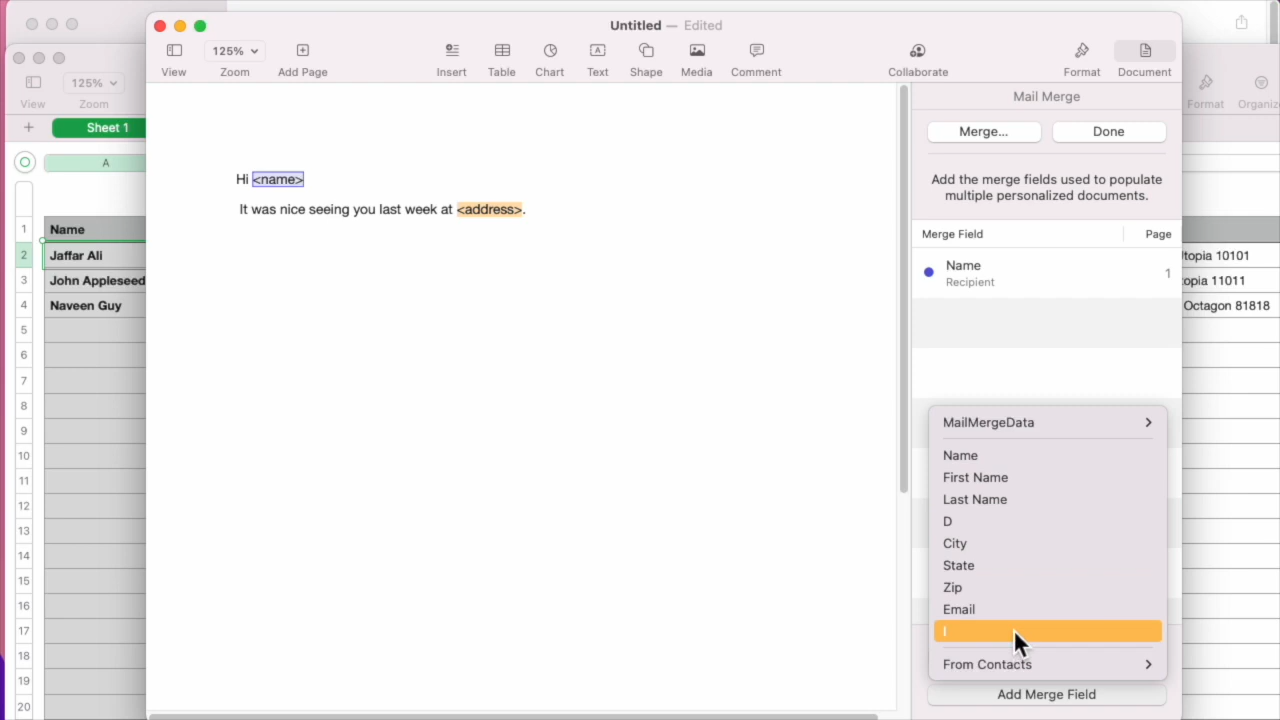 Untitled — Edited
125%
View
Zoom
Add Page
Insert
Table
Chart
Text
Shape
Media
Comment
Collaborate
Format
Document
125%
View
Zoom
Format
Organiz
Sheet 1
A
1 Name
2 Jaffar Ali
3 John Appleseed
4 Naveen Guy
5
6
7
8
9
10
11
12
13
14
15
16
17
18
19
20
Hi <name>
It was nice seeing you last week at <address>.
Mail Merge
Merge...
Done
Add the merge fields used to populate
multiple personalized documents.
Merge Field Page
Name 1
Recipient
MailMergeData
Name
First Name
Last Name
D
City
State
Zip
Email
I
From Contacts
Add Merge Field
topia 10101
topia 11011
Octagon 81818